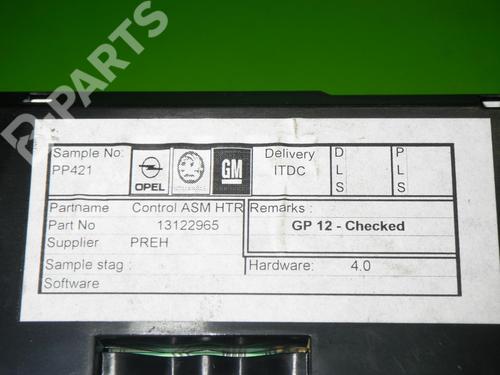 B-PARTS
Sample No:
PP421
OPEL
GM
Delivery
ITDC
D
L
S
P
L
S
Partname Control ASM HTR
Part No 13122965
Supplier PREH
Remarks :
GP 12 - Checked
Sample stag :
Software
Hardware: 4.0